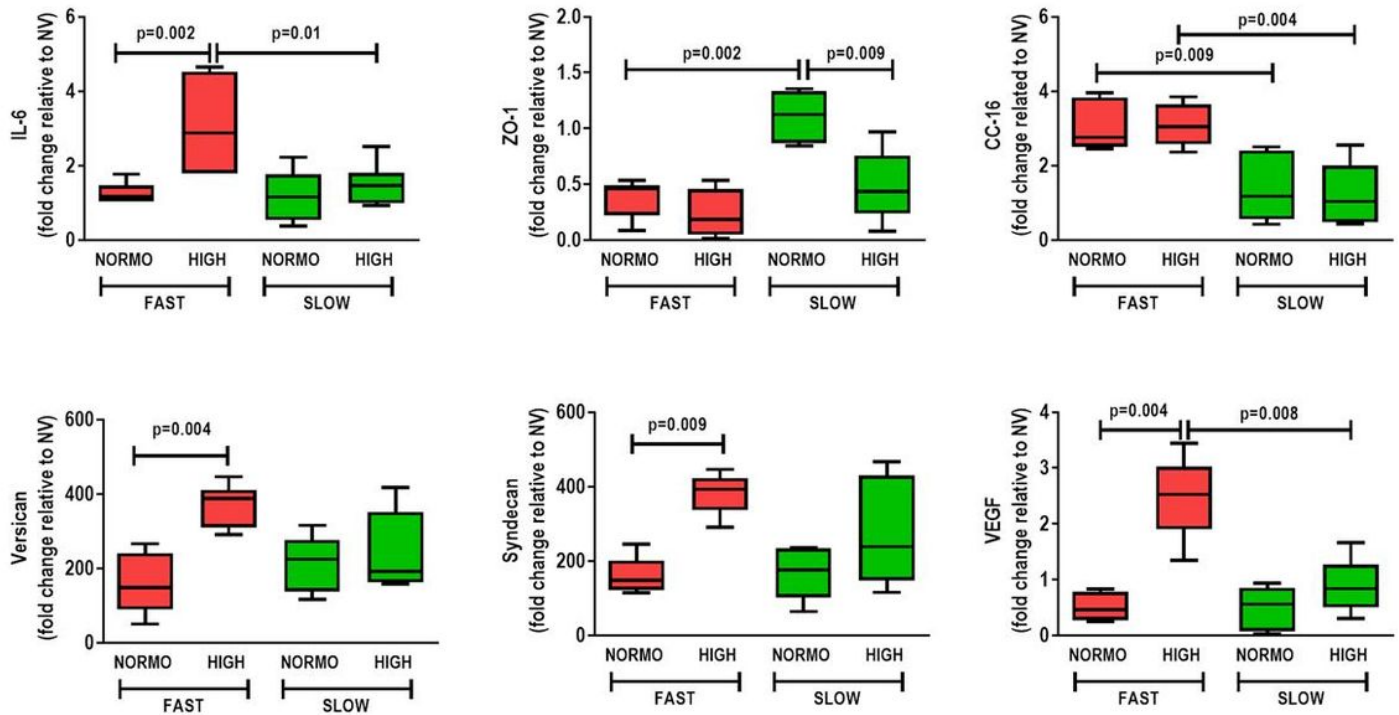 IL-6
(fold change relative to NV)
6
4
2
0
p=0.002
p=0.01
NORMO HIGH NORMO HIGH
FAST SLOW
ZO-1
(fold change relative to NV)
2.0
1.5
1.0
0.5
0.0
p=0.002
p=0.009
NORMO HIGH NORMO HIGH
FAST SLOW
CC-16
(fold change related to NV)
6
4
2
0
p=0.004
p=0.009
NORMO HIGH NORMO HIGH
FAST SLOW
Versican
(fold change relative to NV)
600
400
200
0
p=0.004
NORMO HIGH NORMO HIGH
FAST SLOW
Syndecan
(fold change relative to NV)
600
400
200
0
p=0.009
NORMO HIGH NORMO HIGH
FAST SLOW
VEGF
(fold change relative to NV)
4
3
2
1
0
p=0.004
p=0.008
NORMO HIGH NORMO HIGH
FAST SLOW